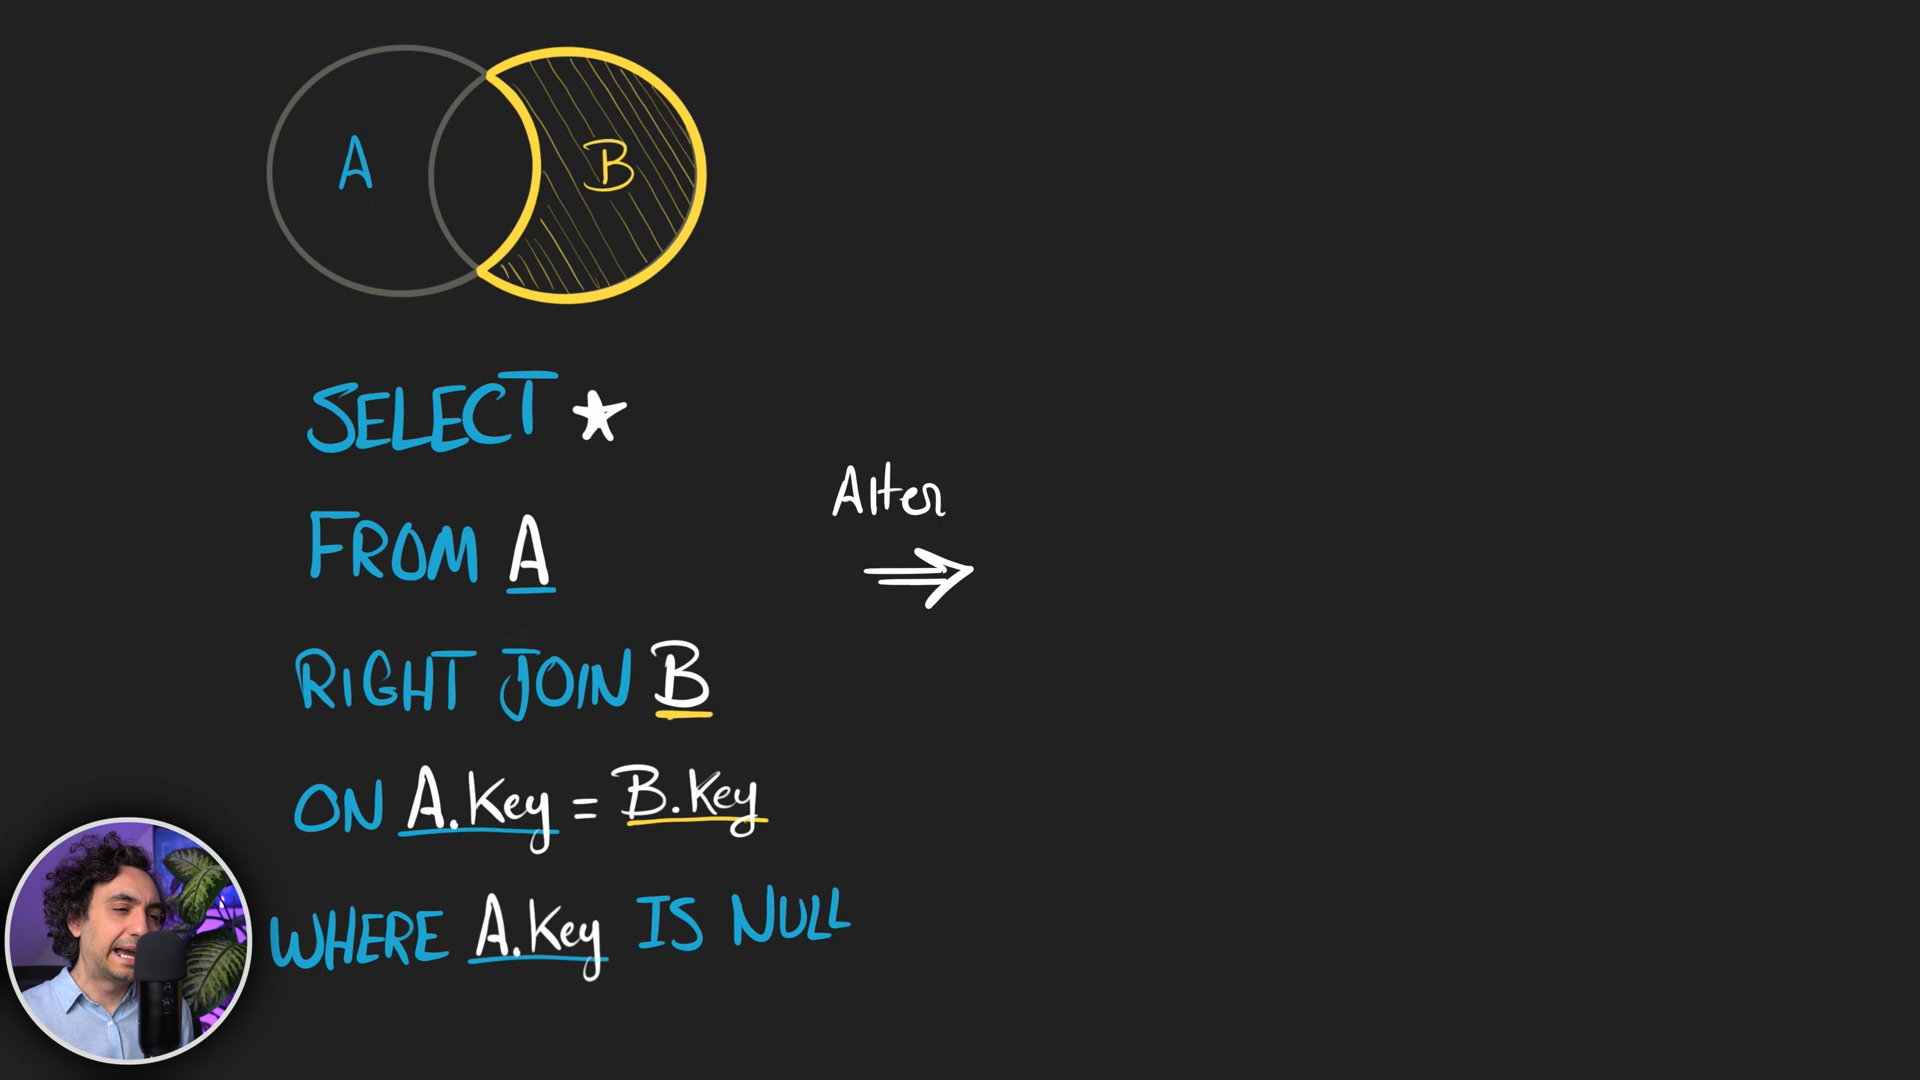 A
B
SELECT *
FROM A
Alter
RIGHT JOIN B
ON A.Key = B.Key
WHERE A.Key IS NULL